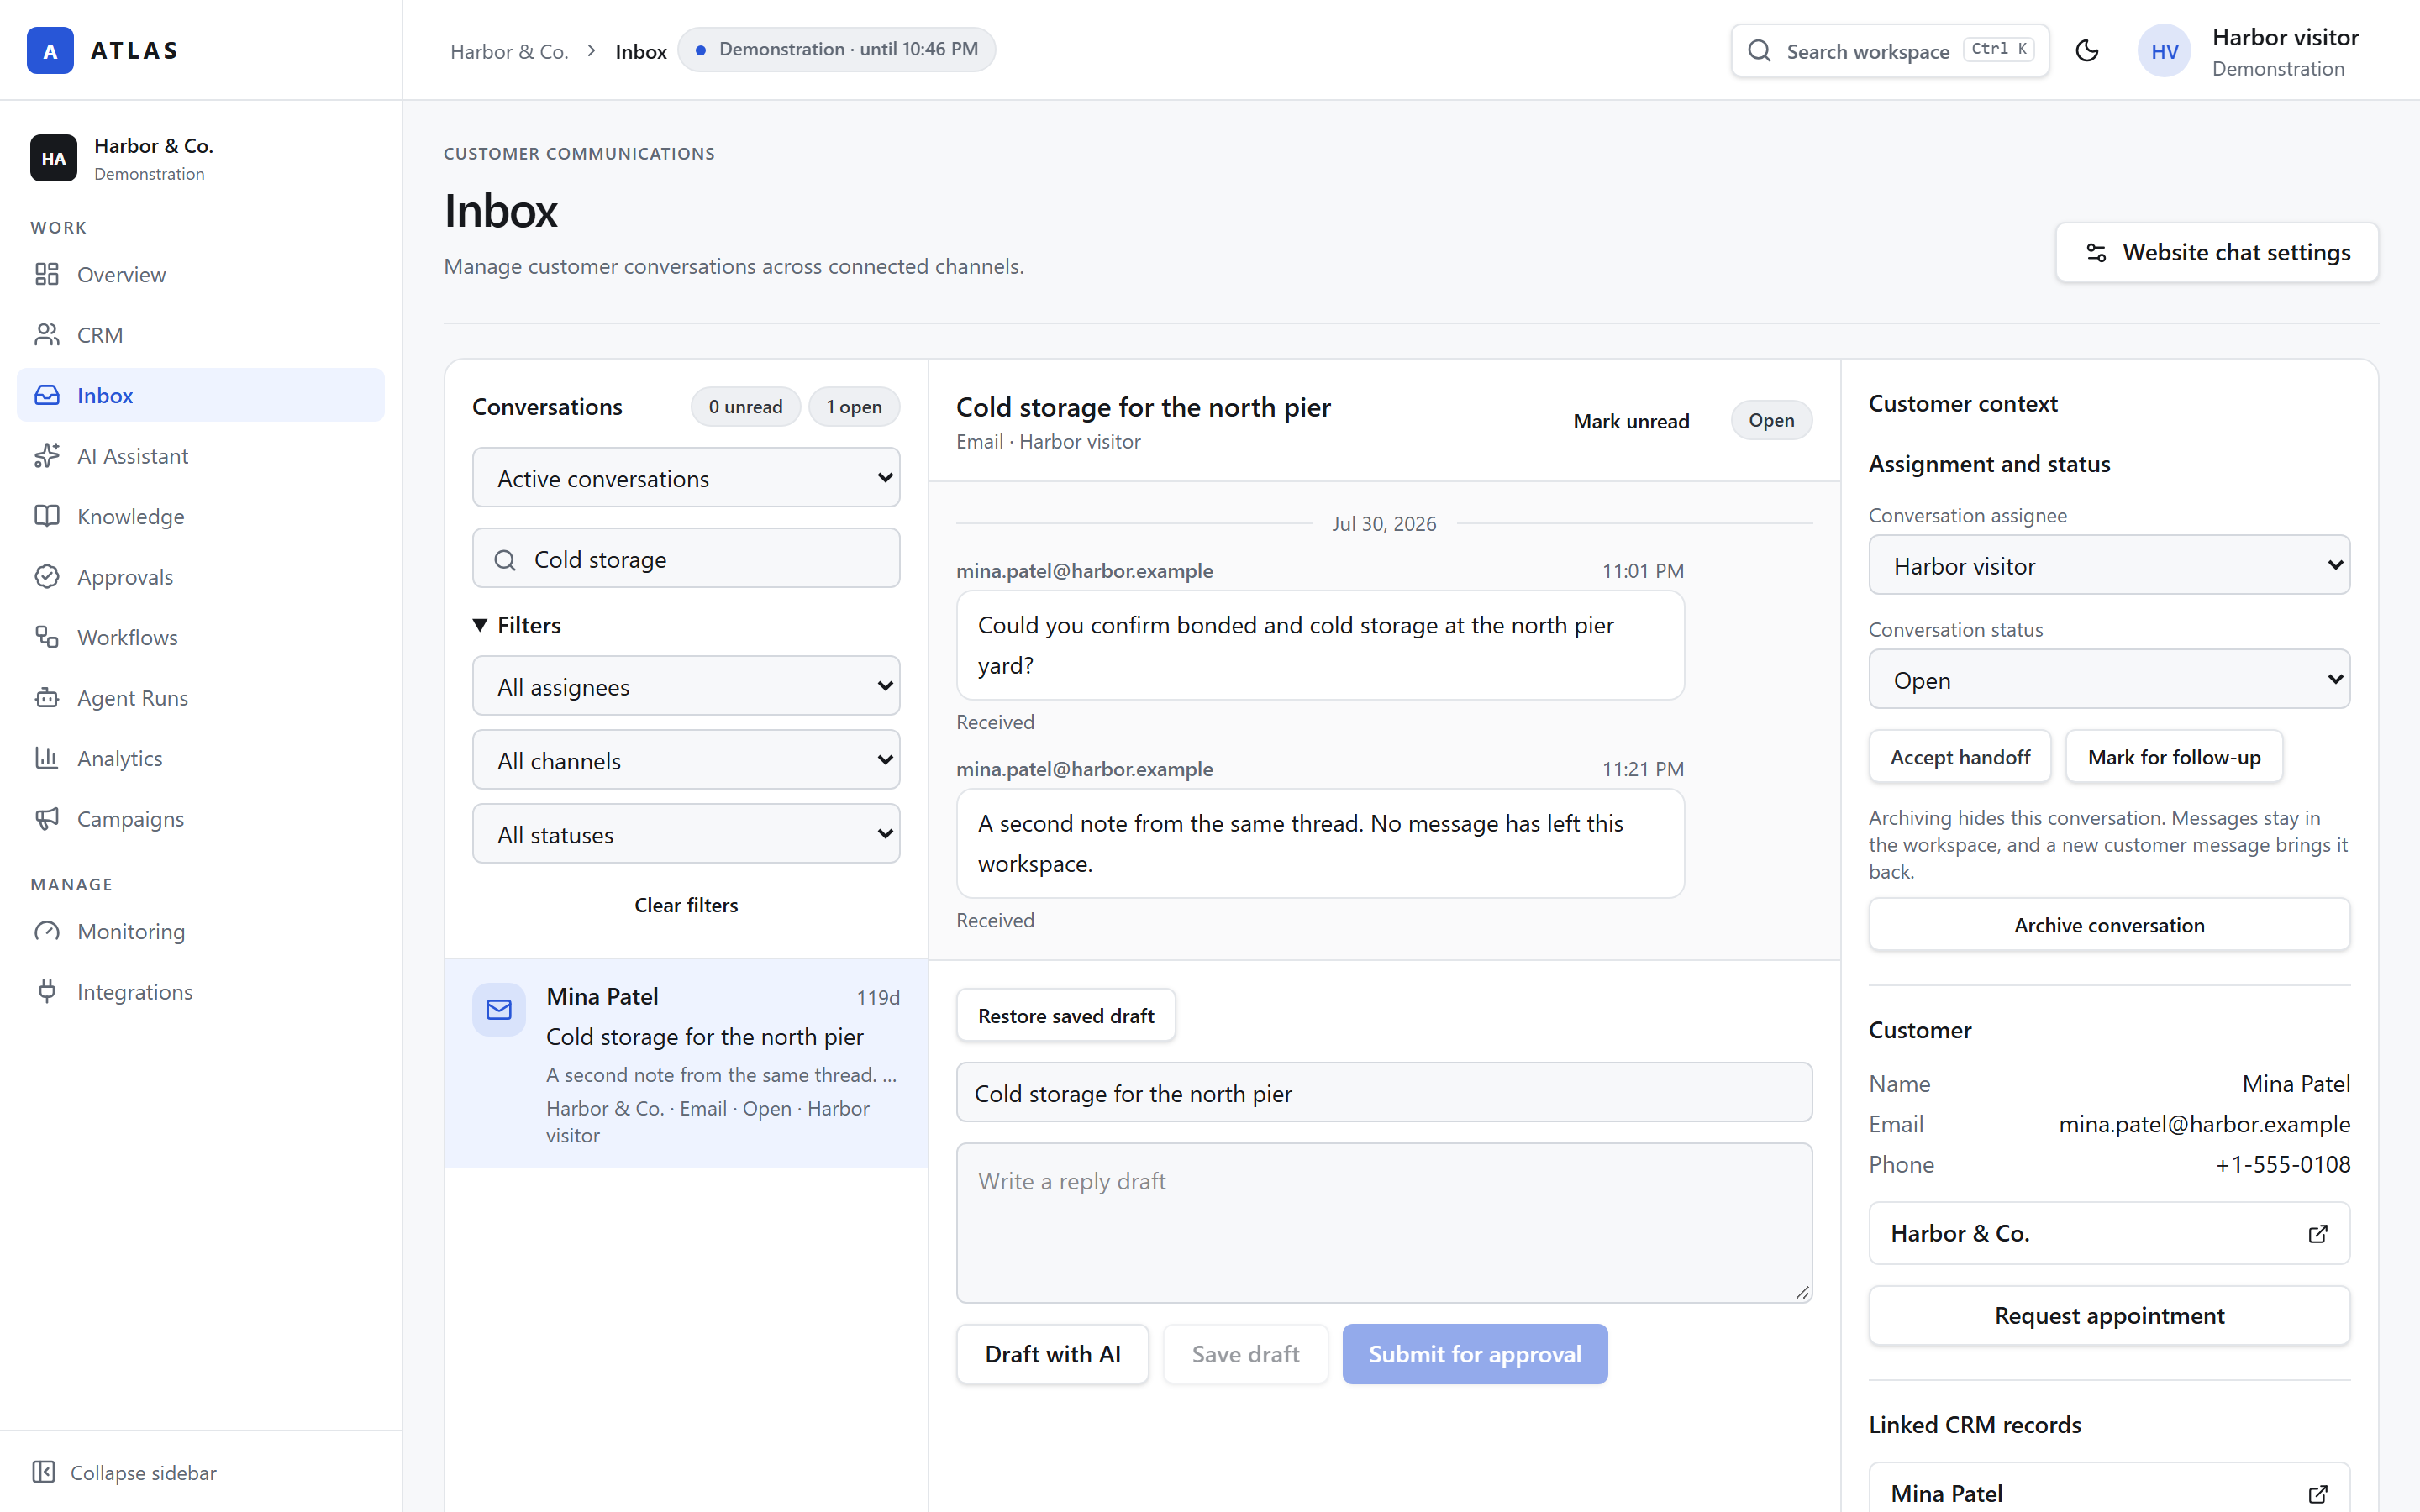 A ATLAS
Harbor & Co. > Inbox
Demonstration · until 10:46 PM
Search workspace Ctrl K
HV
Harbor visitor
Demonstration
HA
Harbor & Co.
Demonstration
WORK
Overview
CRM
Inbox
AI Assistant
Knowledge
Approvals
Workflows
Agent Runs
Analytics
Campaigns
MANAGE
Monitoring
Integrations
Collapse sidebar
CUSTOMER COMMUNICATIONS
Inbox
Manage customer conversations across connected channels.
Website chat settings
Conversations
0 unread
1 open
Active conversations
Cold storage
Filters
All assignees
All channels
All statuses
Clear filters
Mina Patel 119d
Cold storage for the north pier
A second note from the same thread. ...
Harbor & Co. · Email · Open · Harbor
visitor
Cold storage for the north pier
Email · Harbor visitor
Mark unread
Open
Jul 30, 2026
mina.patel@harbor.example 11:01 PM
Could you confirm bonded and cold storage at the north pier
yard?
Received
mina.patel@harbor.example 11:21 PM
A second note from the same thread. No message has left this
workspace.
Received
Restore saved draft
Cold storage for the north pier
Write a reply draft
Draft with AI
Save draft
Submit for approval
Customer context
Assignment and status
Conversation assignee
Harbor visitor
Conversation status
Open
Accept handoff
Mark for follow-up
Archiving hides this conversation. Messages stay in
the workspace, and a new customer message brings it
back.
Archive conversation
Customer
Name Mina Patel
Email mina.patel@harbor.example
Phone +1-555-0108
Harbor & Co.
Request appointment
Linked CRM records
Mina Patel